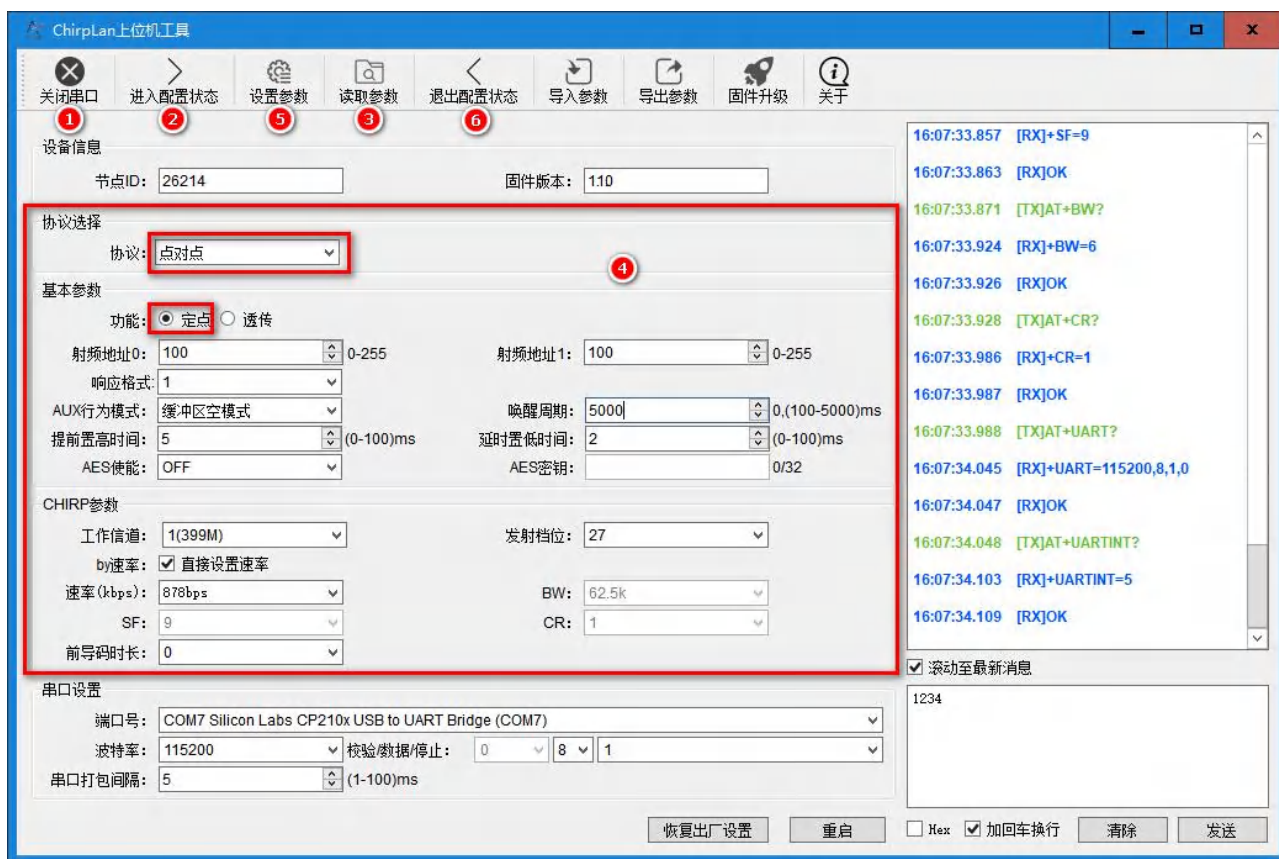 ChirpLan上位机工具
关闭串口 进入配置状态 设置参数 读取参数 退出配置状态 导入参数 导出参数 固件升级 关于
1 2 5 3 6
设备信息
节点ID: 26214 固件版本: 1.10
协议选择
协议: 点对点
4
基本参数
功能: 定点 透传
射频地址0: 100 0-255 射频地址1: 100 0-255
响应格式: 1
AUX行为模式: 缓冲区空模式 唤醒周期: 5000 0,(100-5000)ms
提前置高时间: 5 (0-100)ms 延时置低时间: 2 (0-100)ms
AES使能: OFF AES密钥: 0/32
CHIRP参数
工作信道: 1(399M) 发射档位: 27
by速率: 直接设置速率
速率(kbps): 878bps BW: 62.5k
SF: 9 CR: 1
前导码时长: 0
串口设置
端口号: COM7 Silicon Labs CP210x USB to UART Bridge (COM7)
波特率: 115200 校验/数据/停止: 0 8 1
串口打包间隔: 5 (1-100)ms
恢复出厂设置 重启
16:07:33.857 [RX]+SF=9
16:07:33.863 [RX]OK
16:07:33.871 [TX]AT+BW?
16:07:33.924 [RX]+BW=6
16:07:33.926 [RX]OK
16:07:33.928 [TX]AT+CR?
16:07:33.986 [RX]+CR=1
16:07:33.987 [RX]OK
16:07:33.988 [TX]AT+UART?
16:07:34.045 [RX]+UART=115200,8,1,0
16:07:34.047 [RX]OK
16:07:34.048 [TX]AT+UARTINT?
16:07:34.103 [RX]+UARTINT=5
16:07:34.109 [RX]OK
滚动至最新消息
1234
Hex 加回车换行 清除 发送